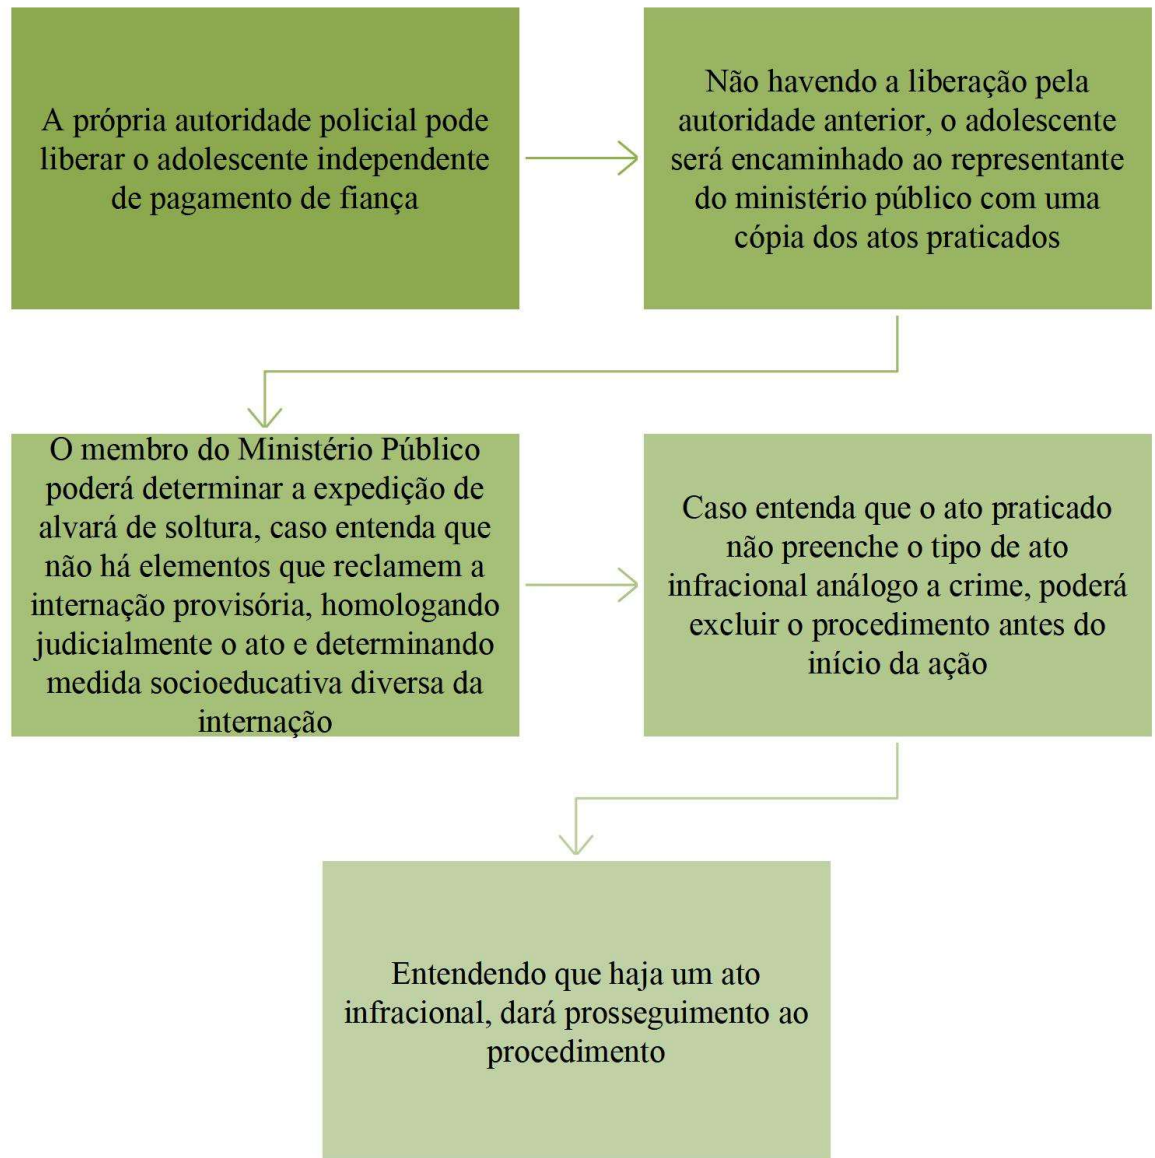 A própria autoridade policial pode
liberar o adolescente independente
de pagamento de fiança
Não havendo a liberação pela
autoridade anterior, o adolescente
será encaminhado ao representante
do ministério público com uma
cópia dos atos praticados
O membro do Ministério Público
poderá determinar a expedição de
alvará de soltura, caso entenda que
não há elementos que reclamem a
internação provisória, homologando
judicialmente o ato e determinando
medida socioeducativa diversa da
internação
Caso entenda que o ato praticado
não preenche o tipo de ato
infracional análogo a crime, poderá
excluir o procedimento antes do
início da ação
Entendendo que haja um ato
infracional, dará prosseguimento ao
procedimento